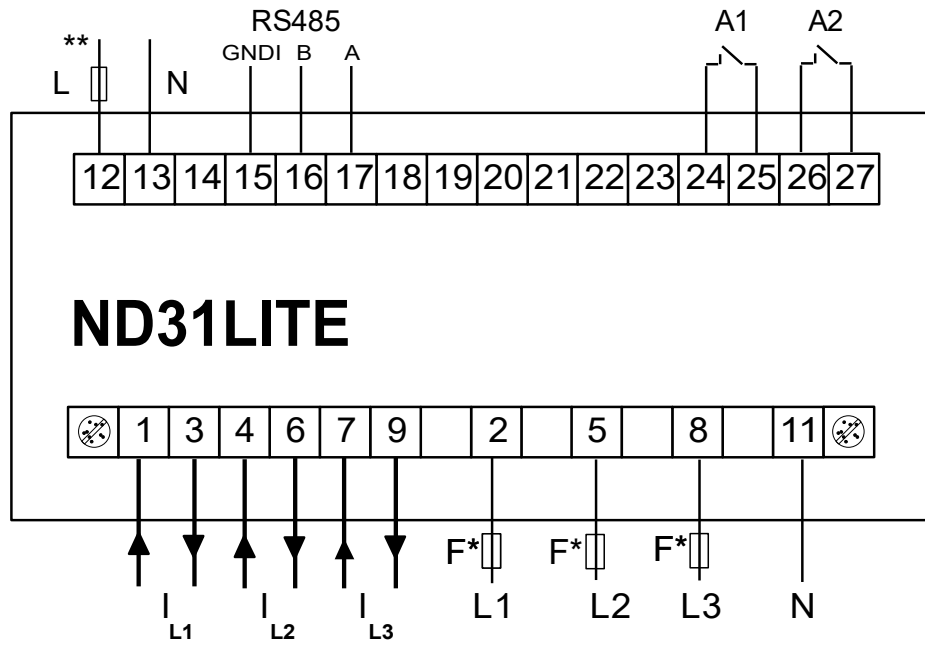 RS485 A1 A2
** GNDI B A
L N
12 13 14 15 16 17 18 19 20 21 22 23 24 25 26 27
ND31LITE
1 3 4 6 7 9 2 5 8 11
F* F* F*
I L1 I L2 I L3 L1 L2 L3 N